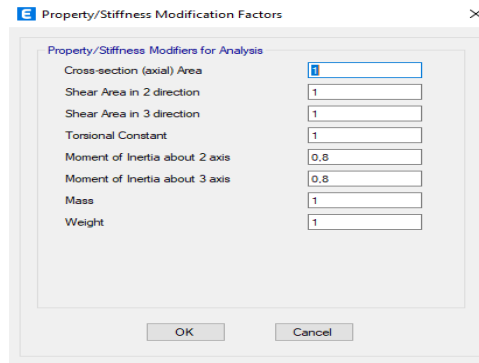 E Property/Stiffness Modification Factors
Property/Stiffness Modifiers for Analysis
Cross-section (axial) Area 1
Shear Area in 2 direction 1
Shear Area in 3 direction 1
Torsional Constant 1
Moment of Inertia about 2 axis 0,8
Moment of Inertia about 3 axis 0,8
Mass 1
Weight 1
OK Cancel